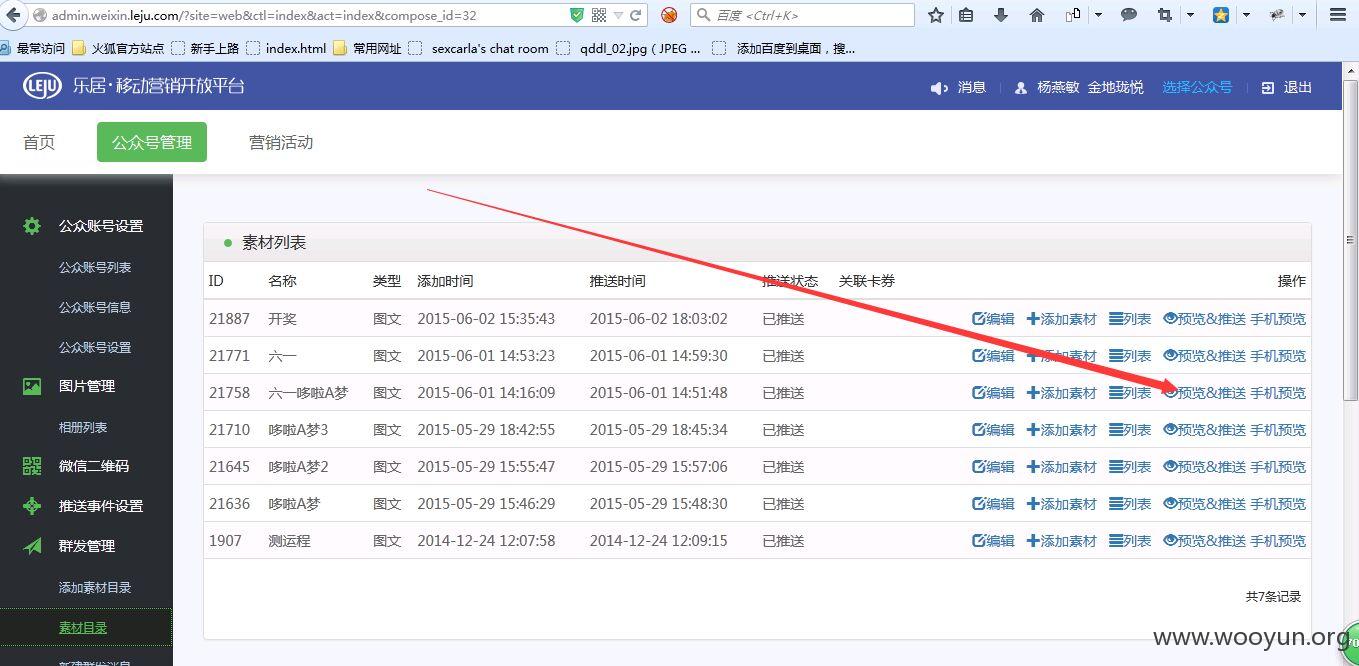 admin.weixin.leju.com/?site=web&ctl=index&act=index&compose_id=32
百度 <Ctrl+K>
最常访问 火狐官方站点 新手上路 index.html 常用网址 sexcarla's chat room qddl_02.jpg ( JPEG ... 添加百度到桌面，搜...
LEJU 乐居·移动营销开放平台 消息 杨燕敏 金地珑悦 选择公众号 退出
首页 公众号管理 营销活动
公众账号设置
公众账号列表
公众账号信息
公众账号设置
图片管理
相册列表
微信二维码
推送事件设置
群发管理
添加素材目录
素材目录
新建群发消息
素材列表
ID 名称 类型 添加时间 推送时间 推送状态 关联卡券 操作
21887 开奖 图文 2015-06-02 15:35:43 2015-06-02 18:03:02 已推送 编辑 添加素材 列表 预览&推送 手机预览
21771 六一 图文 2015-06-01 14:53:23 2015-06-01 14:59:30 已推送 编辑 添加素材 列表 预览&推送 手机预览
21758 六一哆啦A梦 图文 2015-06-01 14:16:09 2015-06-01 14:51:48 已推送 编辑 添加素材 列表 预览&推送 手机预览
21710 哆啦A梦3 图文 2015-05-29 18:42:55 2015-05-29 18:45:34 已推送 编辑 添加素材 列表 预览&推送 手机预览
21645 哆啦A梦2 图文 2015-05-29 15:55:47 2015-05-29 15:57:06 已推送 编辑 添加素材 列表 预览&推送 手机预览
21636 哆啦A梦 图文 2015-05-29 15:46:29 2015-05-29 15:48:30 已推送 编辑 添加素材 列表 预览&推送 手机预览
1907 测运程 图文 2014-12-24 12:07:58 2014-12-24 12:09:15 已推送 编辑 添加素材 列表 预览&推送 手机预览
共7条记录
www.wooyun.org